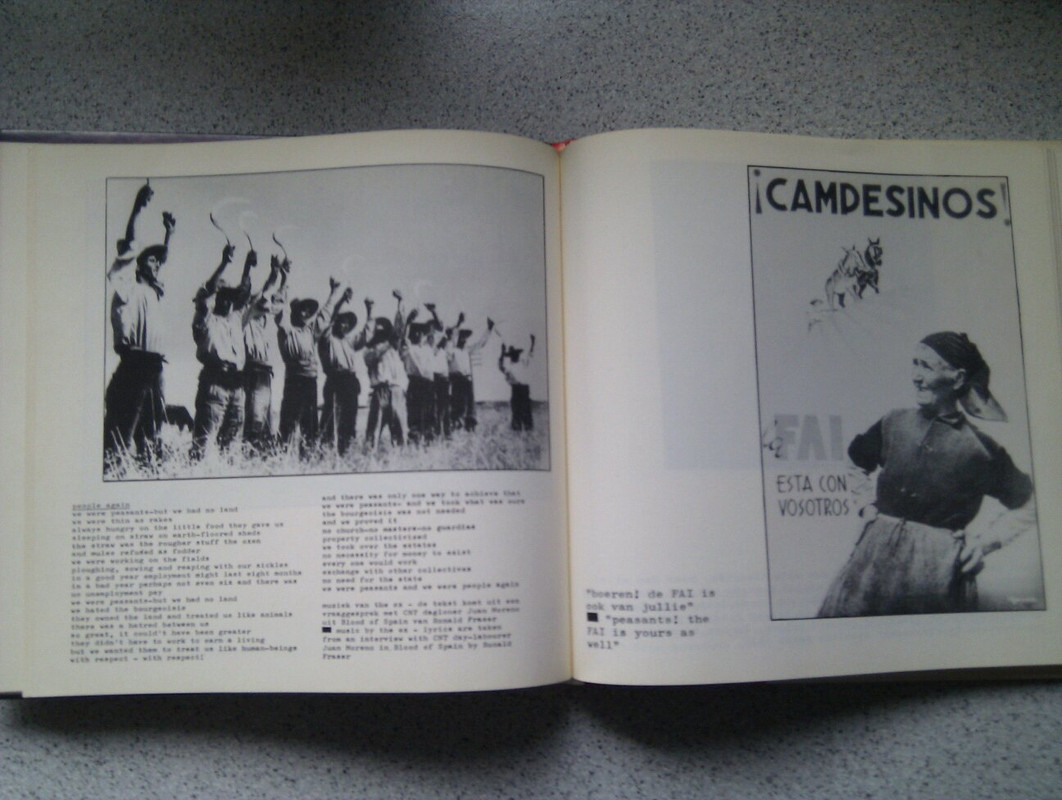 people again
we were peasants-but we had no land
we were thin as rakes
always hungry on the little food they gave us
sleeping on straw on earth-floored sheds
the straw was the rougher stuff the oxen
and mules refused as fodder
we were working on the fields
ploughing, sowing and reaping with our sickles
in a good year employment might last eight months
in a bad year perhaps not even six and there was
no unemployment pay
we were peasants-but we had no land
we hated the bourgeoisie
they owned the land and treated us like animals
there was a hatred between us
so great, it couldn't have been greater
they didn't have to work to earn a living
but we wanted them to treat us like human-beings
with respect - with respect!
and there was only one way to achieve that
we were peasants- and we took what was ours
the bourgeoisie was not needed
and we proved it
no church-no masters-no guardias
property collectivised
we took over the estates
no necessity for money to exist
every one would work
exchange with other collectives
no need for the state
we were peasants and we were people again
muziek van the ex - de tekst komt uit een
vraaggesprek met CNT dagloner Juan Moreno
uit Blood of Spain van Ronald Fraser
music by the ex - lyrics are taken
from an interview with CNT day-labourer
Juan Moreno in Blood of Spain by Ronald
Fraser
¡CAMPESINOS!
la FAI
ESTA CON
VOSOTROS
"boeren! de FAI is
ook van jullie"
"peasants! the
FAI is yours as
well"